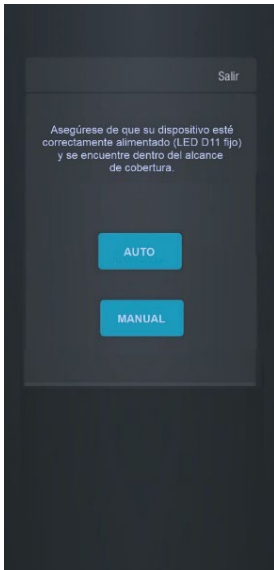 Salir
Asegúrese de que su dispositivo esté
correctamente alimentado (LED D11 fijo)
y se encuentre dentro del alcance
de cobertura.
AUTO
MANUAL